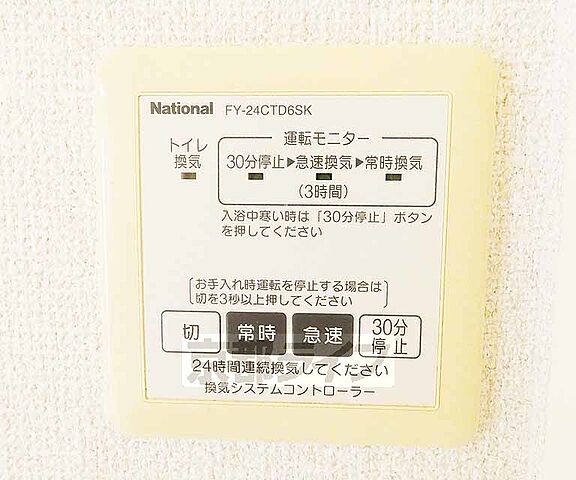 National FY-24CTD6SK
トイレ
換気
運転モニター
30分停止▶急速換気▶常時換気
(3時間)
入浴中寒い時は「30分停止」ボタン
を押してください
お手入れ時運転を停止する場合は
切を3秒以上押してください
切 常時 急速 30分
停止
24時間連続換気してください
換気システムコントローラー